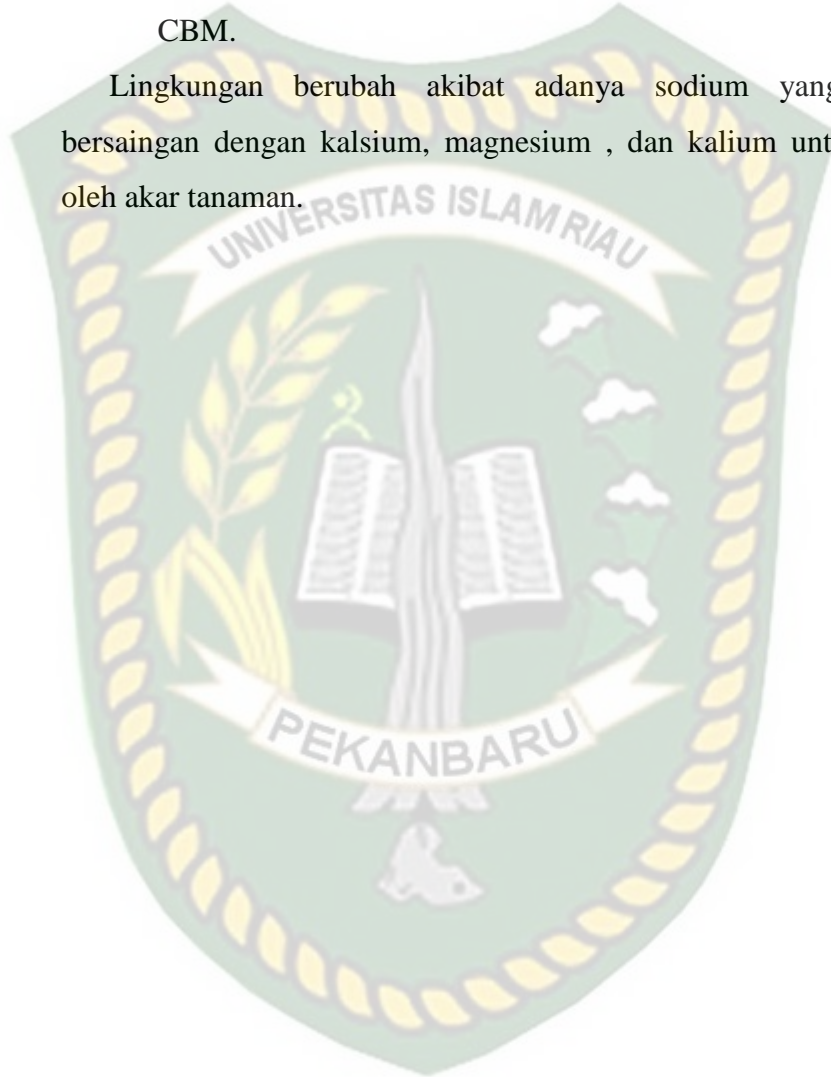 CBM.
Lingkungan berubah akibat adanya sodium yang
bersaingan dengan kalsium, magnesium , dan kalium
oleh akar tanaman.
UNIVERSITAS ISLAM RIAU
PEKANBARU